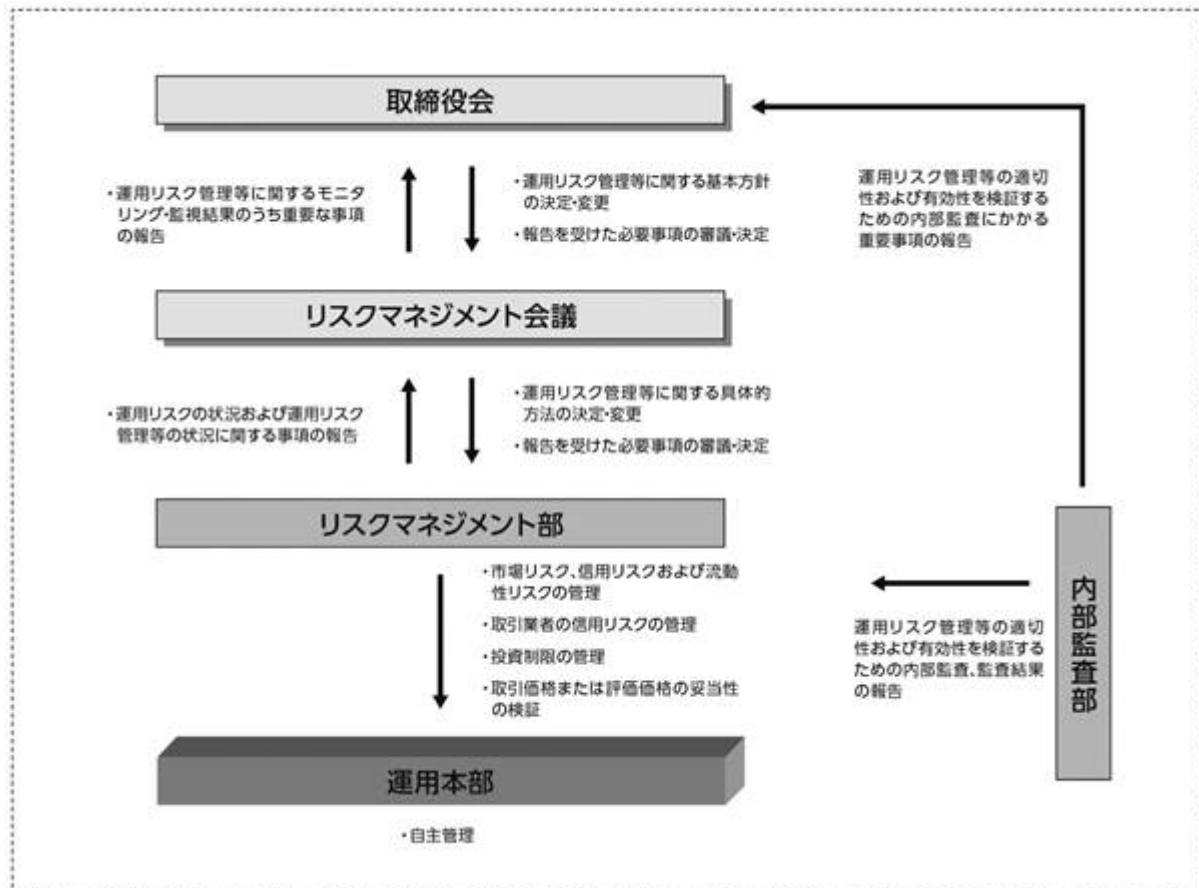 取締役会
・運用リスク管理等に関するモニタ
リング・監視結果のうち重要な事項
の報告
・運用リスク管理等に関する基本方針
の決定・変更
・報告を受けた必要事項の審議・決定
運用リスク管理等の適切
性および有効性を検証す
るための内部監査にかかる
重要事項の報告
リスクマネジメント会議
・運用リスクの状況および運用リスク
管理等の状況に関する事項の報告
・運用リスク管理等に関する具体的
方法の決定・変更
・報告を受けた必要事項の審議・決定
リスクマネジメント部
・市場リスク、信用リスクおよび流動
性リスクの管理
・取引業者の信用リスクの管理
・投資制限の管理
・取引価格または評価価格の妥当性
の検証
運用リスク管理等の適切
性および有効性を検証する
ための内部監査、監査結果
の報告
内部監査部
運用本部
・自主管理